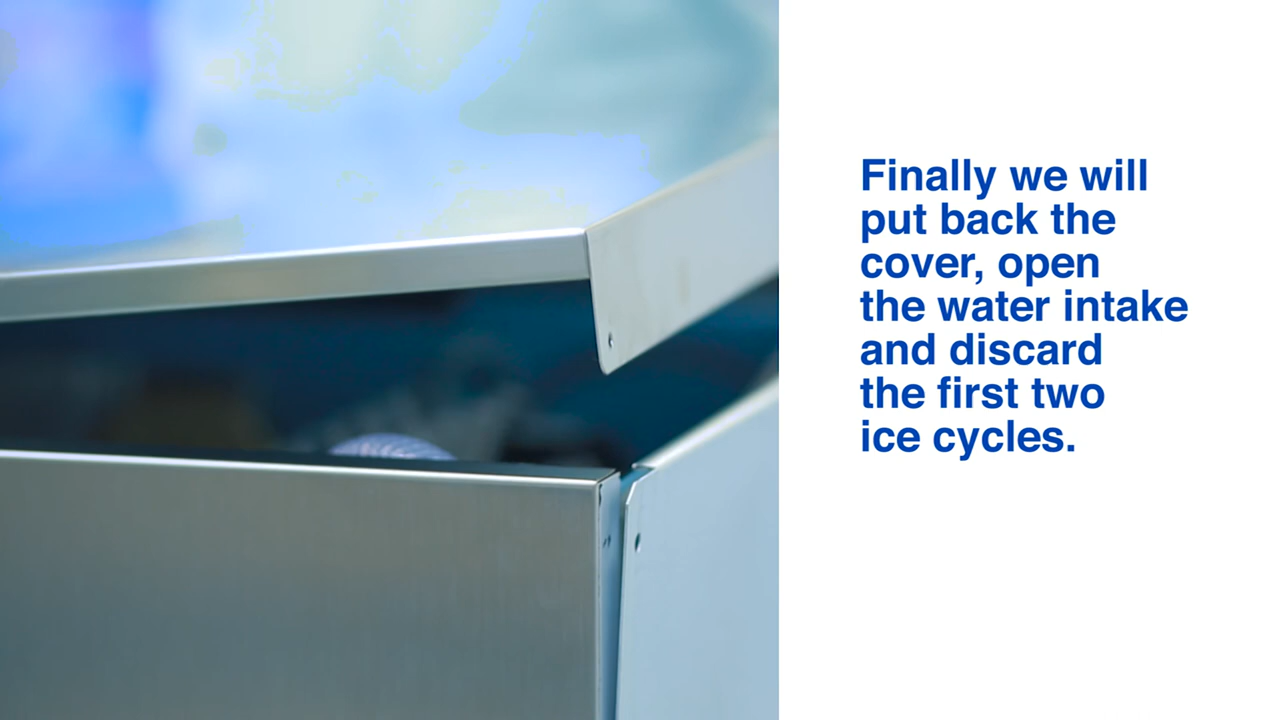 Finally we will
put back the
cover, open
the water intake
and discard
the first two
ice cycles.